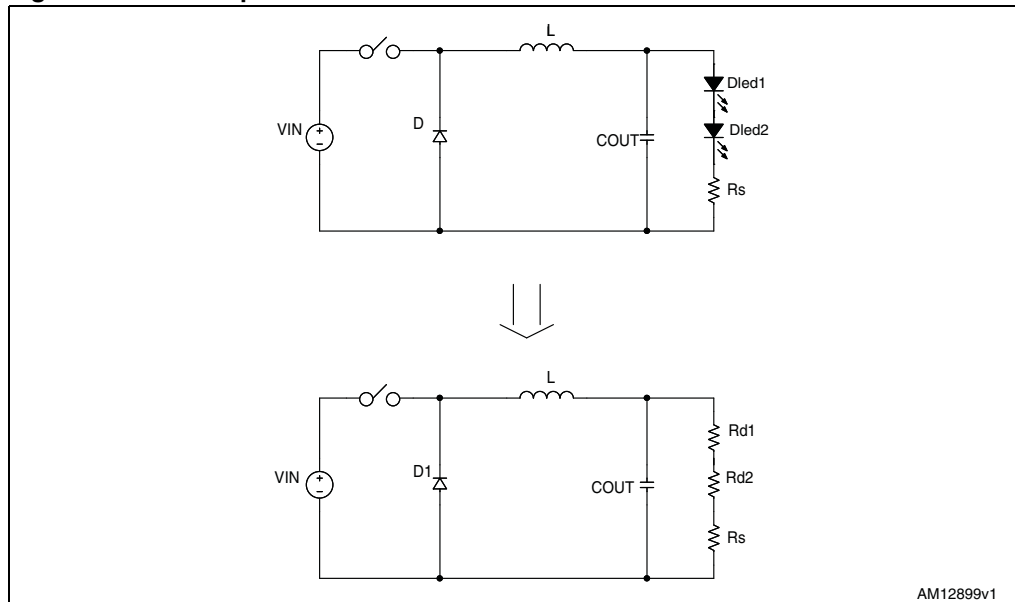 L
Dled1
VIN
+
−
D
COUT
Dled2
Rs
L
Rd1
VIN
+
−
D1
COUT
Rd2
Rs
AM12899v1